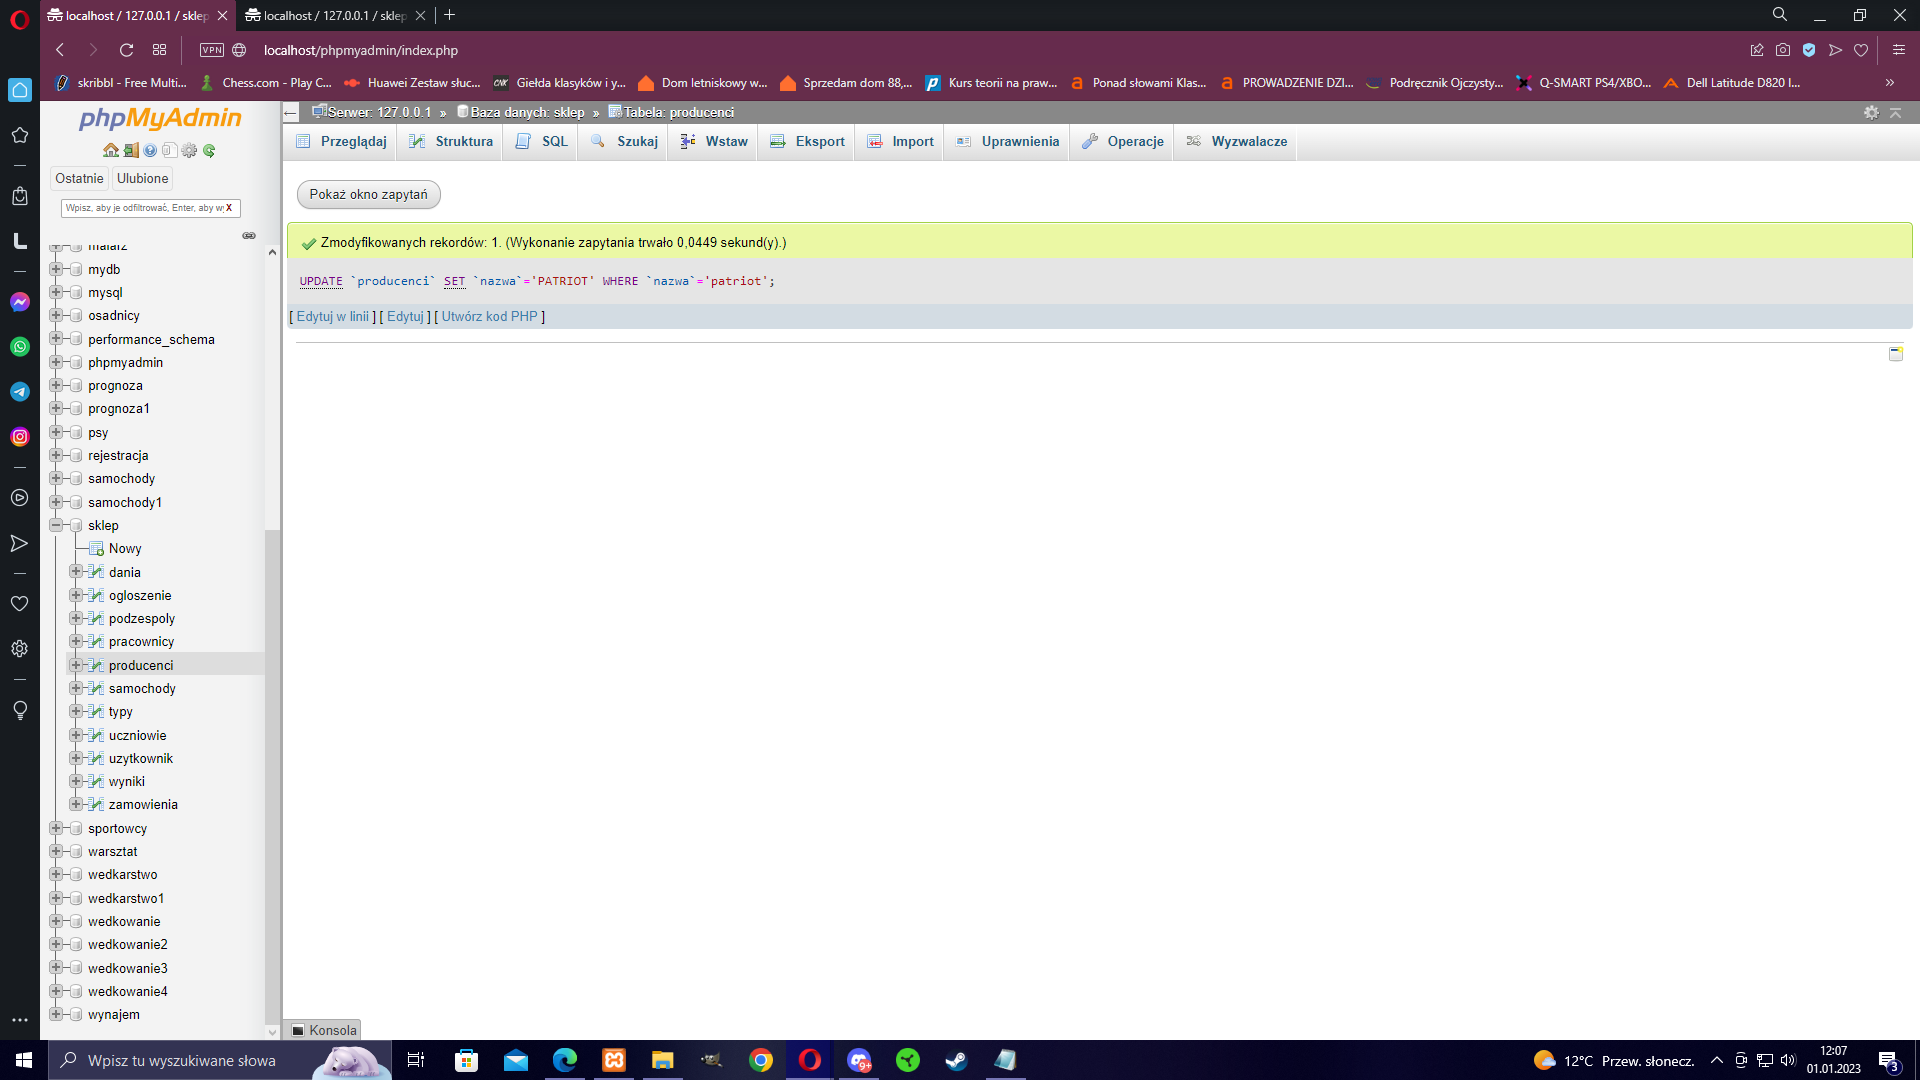 localhost / 127.0.0.1 / sklep
localhost / 127.0.0.1 / sklep
VPN
localhost/phpmyadmin/index.php
skribbl - Free Multi...
Chess.com - Play C...
Huawei Zestaw słuc...
Giełda klasyków i y...
Dom letniskowy w...
Sprzedam dom 88,...
Kurs teorii na praw...
Ponad słowami Klas...
PROWADZENIE DZI...
Podręcznik Ojczysty...
Q-SMART PS4/XBO...
Dell Latitude D820 I...
phpMyAdmin
Ostatnie
Ulubione
Wpisz, aby je odfiltrować, Enter, aby wy
X
malarz
mydb
mysql
osadnicy
performance_schema
phpmyadmin
prognoza
prognoza1
psy
rejestracja
samochody
samochody1
sklep
Nowy
dania
ogloszenie
podzespoly
pracownicy
producenci
samochody
typy
uczniowie
uzytkownik
wyniki
zamowienia
sportowcy
warsztat
wedkarstwo
wedkarstwo1
wedkowanie
wedkowanie2
wedkowanie3
wedkowanie4
wynajem
Serwer: 127.0.0.1 » Baza danych: sklep » Tabela: producenci
Przeglądaj
Struktura
SQL
Szukaj
Wstaw
Eksport
Import
Uprawnienia
Operacje
Wyzwalacze
Pokaż okno zapytań
Zmodyfikowanych rekordów: 1. (Wykonanie zapytania trwało 0,0449 sekund(y).)
UPDATE `producenci` SET `nazwa`='PATRIOT' WHERE `nazwa`='patriot';
[ Edytuj w linii ] [ Edytuj ] [ Utwórz kod PHP ]
Konsola
Wpisz tu wyszukiwane słowa
9+
12°C Przew. słonecz.
12:07
01.01.2023
3